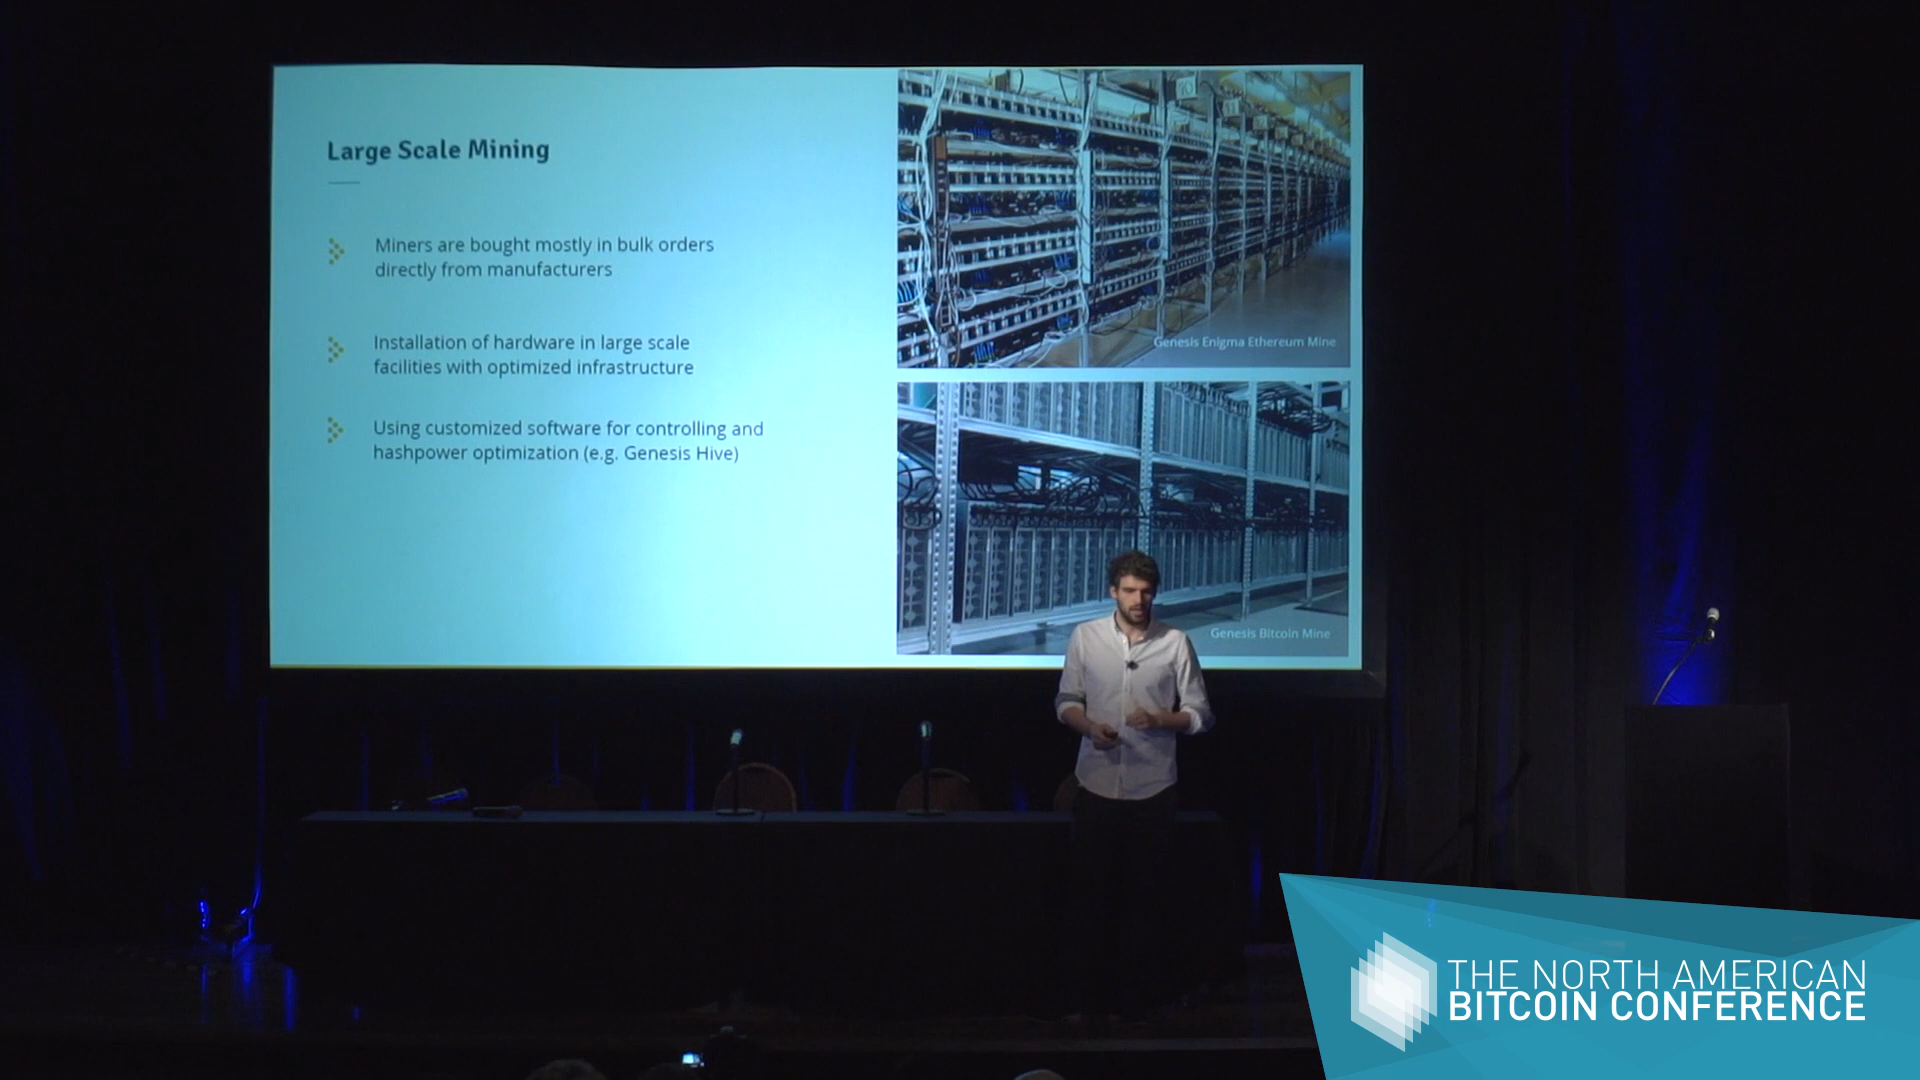 Large Scale Mining
Miners are bought mostly in bulk orders
directly from manufacturers
Installation of hardware in large scale
facilities with optimized infrastructure
Using customized software for controlling and
hashpower optimization (e.g. Genesis Hive)
Genesis Enigma Ethereum Mine
Genesis Bitcoin Mine
THE NORTH AMERICAN
BITCOIN CONFERENCE